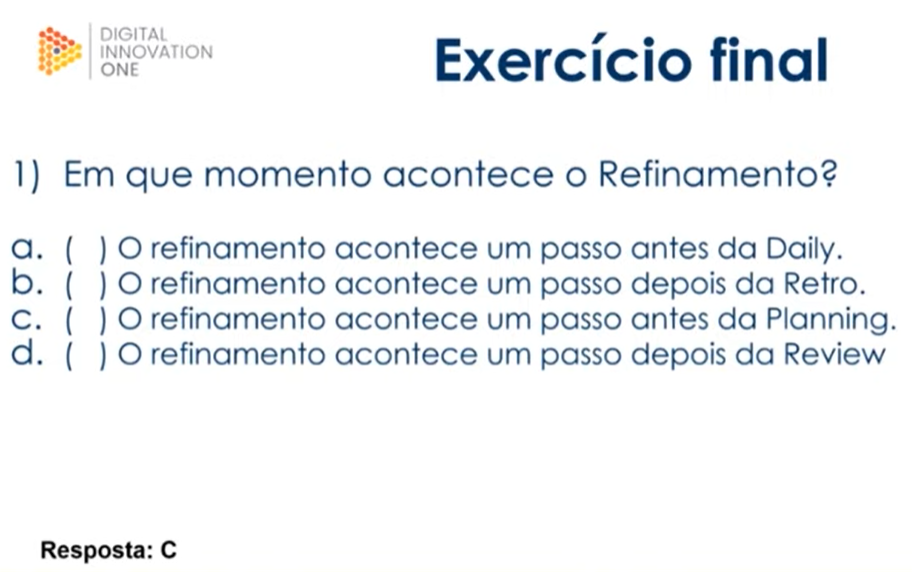 DIGITAL
INNOVATION
ONE
Exercício final
1) Em que momento acontece o Refinamento?
a. ( ) O refinamento acontece um passo antes da Daily.
b. ( ) O refinamento acontece um passo depois da Retro.
c. ( ) O refinamento acontece um passo antes da Planning.
d. ( ) O refinamento acontece um passo depois da Review
Resposta: C